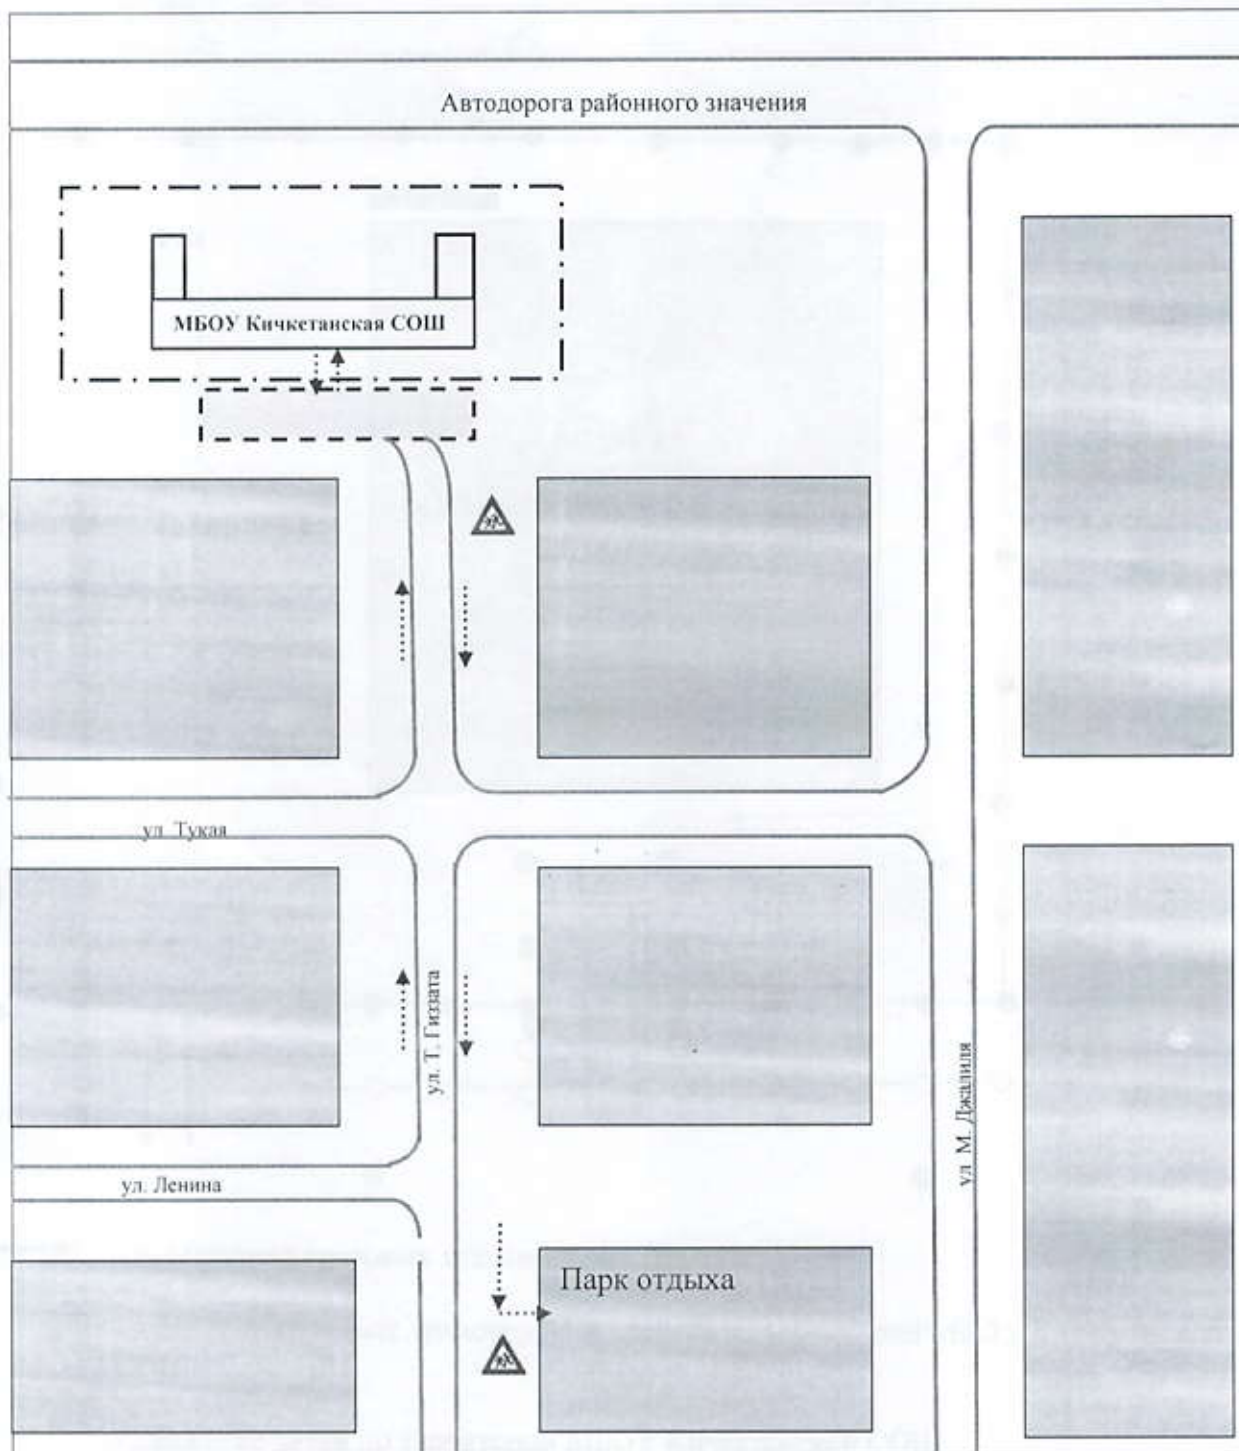 Автодорога районного значения
МБОУ Кичкетанская СОШ
ул. Тукая
ул. Т. Гиззата
ул. М. Джалиля
ул. Ленина
Парк отдыха